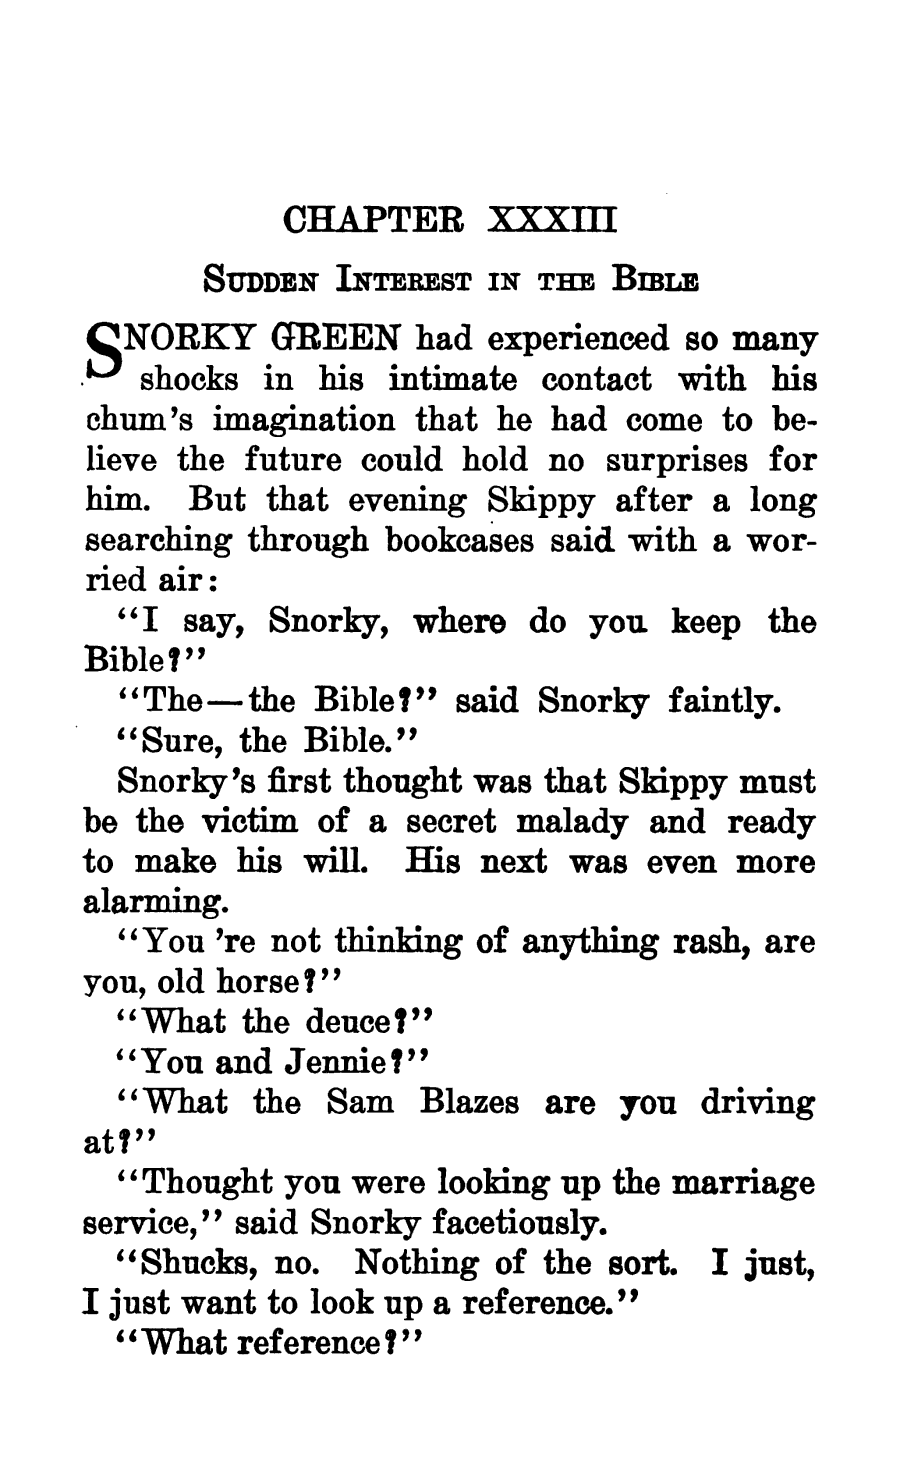 CHAPTER XXXIII
Sudden Interest in the Bible
SNORKY GREEN had experienced so many
shocks in his intimate contact with his
chum's imagination that he had come to be-
lieve the future could hold no surprises for
him. But that evening Skippy after a long
searching through bookcases said with a wor-
ried air:
"I say, Snorky, where do you keep the
Bible?"
"The—the Bible?" said Snorky faintly.
"Sure, the Bible."
Snorky's first thought was that Skippy must
be the victim of a secret malady and ready
to make his will. His next was even more
alarming.
"You 're not thinking of anything rash, are
you, old horse?"
"What the deuce?"
"You and Jennie?"
"What the Sam Blazes are you driving
at?"
"Thought you were looking up the marriage
service," said Snorky facetiously.
"Shucks, no. Nothing of the sort. I just,
I just want to look up a reference."
"What reference?"